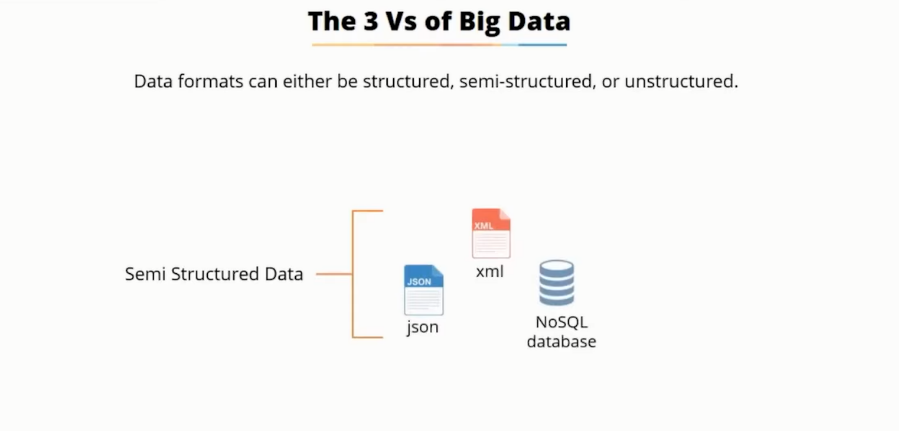 The 3 Vs of Big Data
Data formats can either be structured, semi-structured, or unstructured.
XML
xml
Semi Structured Data
JSON
json
NoSQL
database